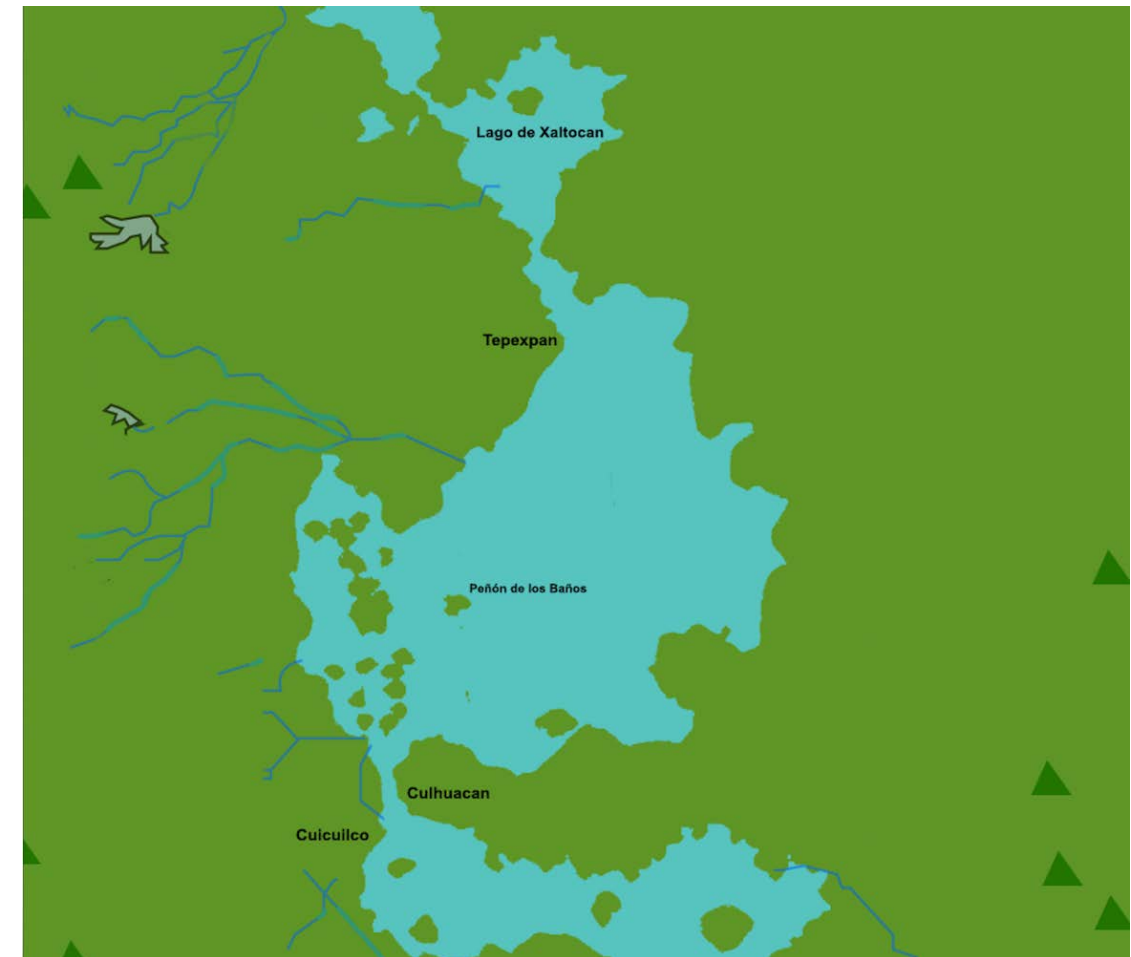 Lago de Xaltocan
Tepexpan
Peñón de los Baños
Culhuacan
Cuicuilco